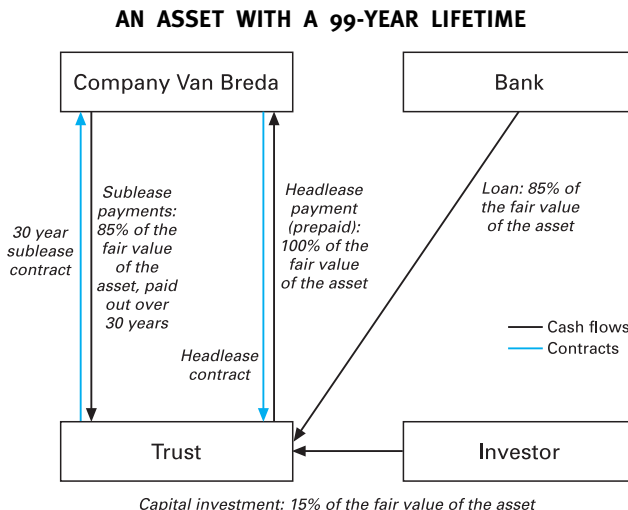 AN ASSET WITH A 99-YEAR LIFETIME
Company Van Breda
Bank
30 year
sublease
contract
Sublease
payments:
85% of the
fair value
of the
asset, paid
out over
30 years
Headlease
payment
(prepaid):
100% of the
fair value
of the asset
Headlease
contract
Loan: 85% of
the fair value
of the asset
Cash flows
Contracts
Trust
Investor
Capital investment: 15% of the fair value of the asset